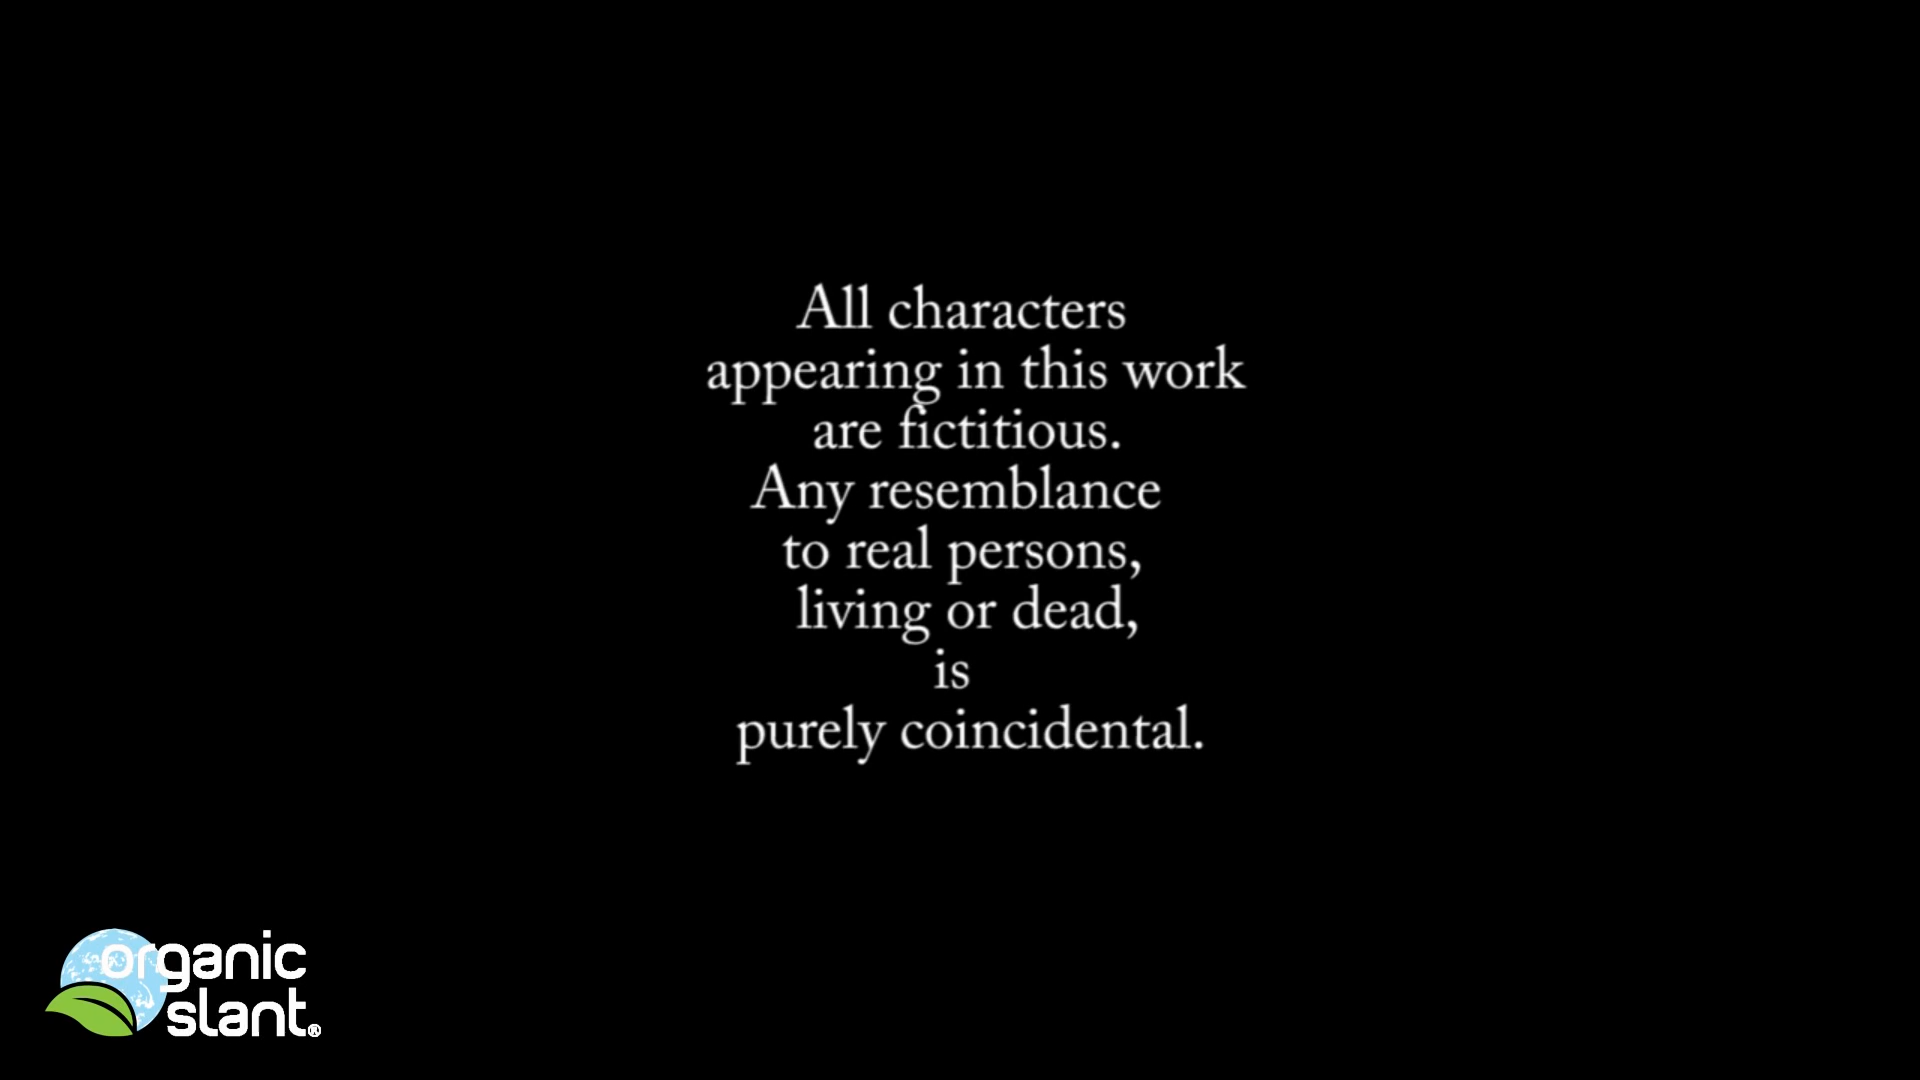 All characters
appearing in this work
are fictitious.
Any resemblance
to real persons,
living or dead,
is
purely coincidental.
organic
slant.®